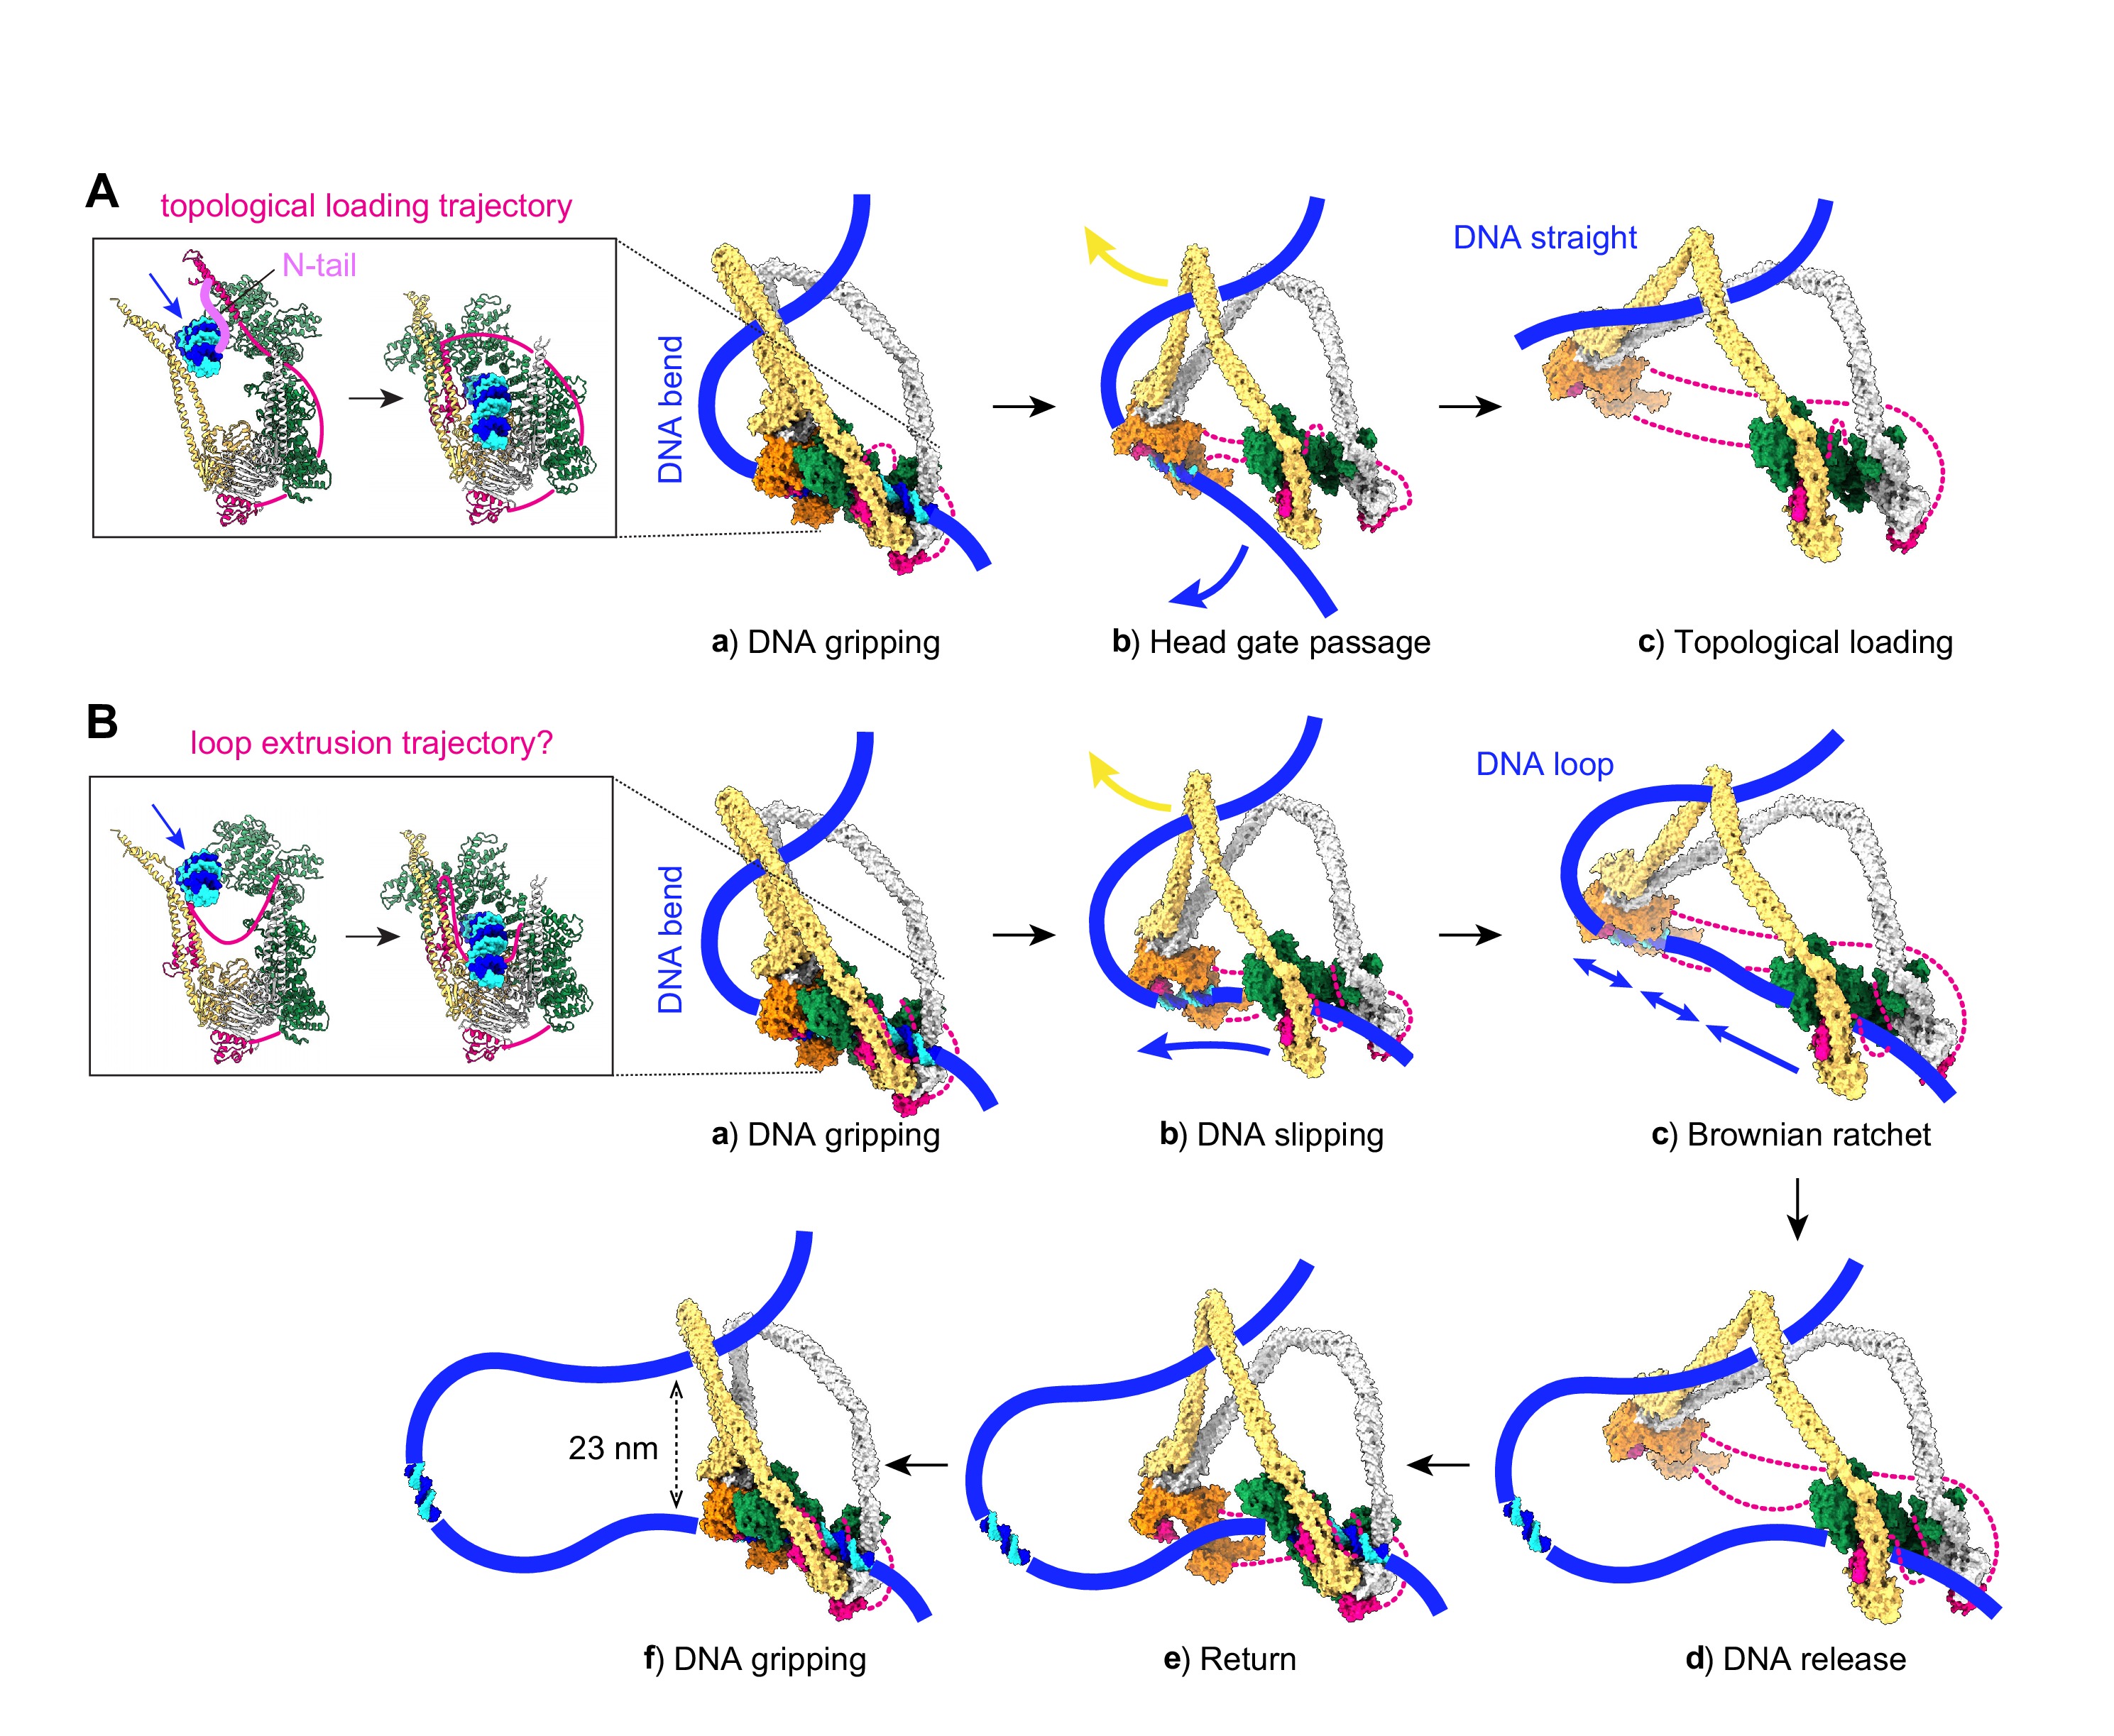 A
topological loading trajectory
N-tail
DNA bend
DNA straight
a) DNA gripping
b) Head gate passage
c) Topological loading
B
loop extrusion trajectory?
DNA bend
DNA loop
a) DNA gripping
b) DNA slipping
c) Brownian ratchet
23 nm
f) DNA gripping
e) Return
d) DNA release